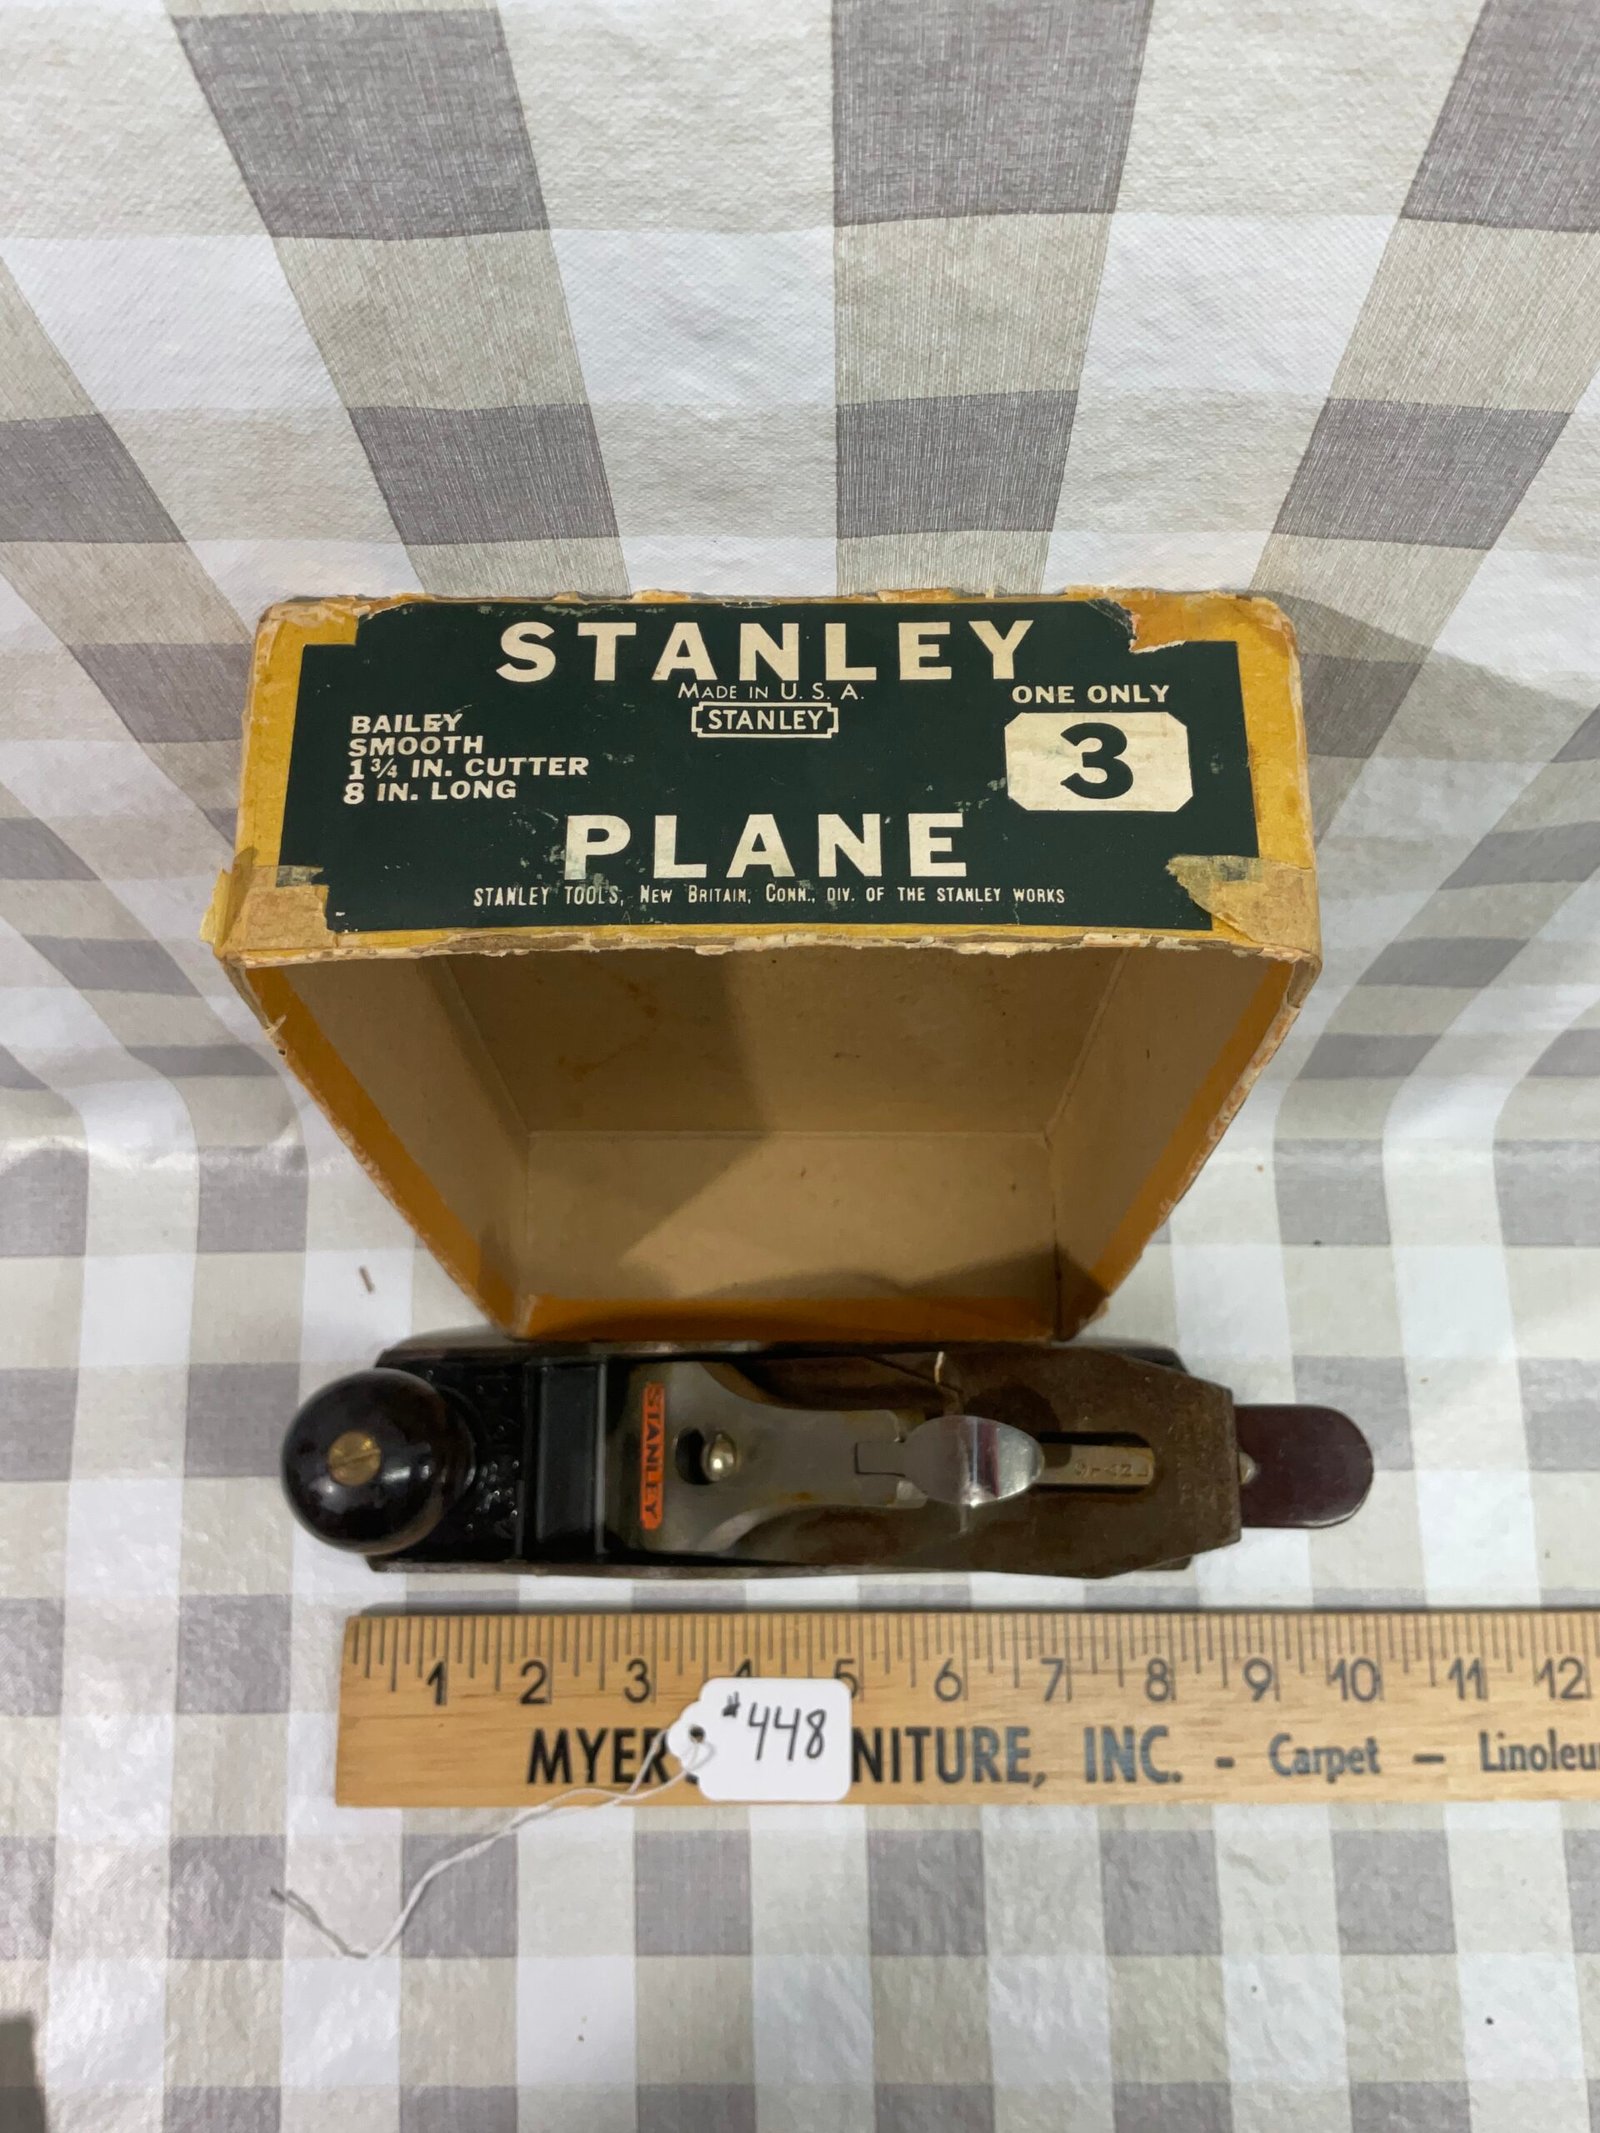 STANLEY
MADE IN U. S. A.
STANLEY
BAILEY
SMOOTH
1 3/4 IN. CUTTER
8 IN. LONG
ONE ONLY
3
PLANE
STANLEY TOOLS, NEW BRITAIN, CONN., DIV. OF THE STANLEY WORKS
STANLEY
1 2 3 4 5 6 7 8 9 10 11 12
#448
NITURE, INC. - Carpet - Linoleu